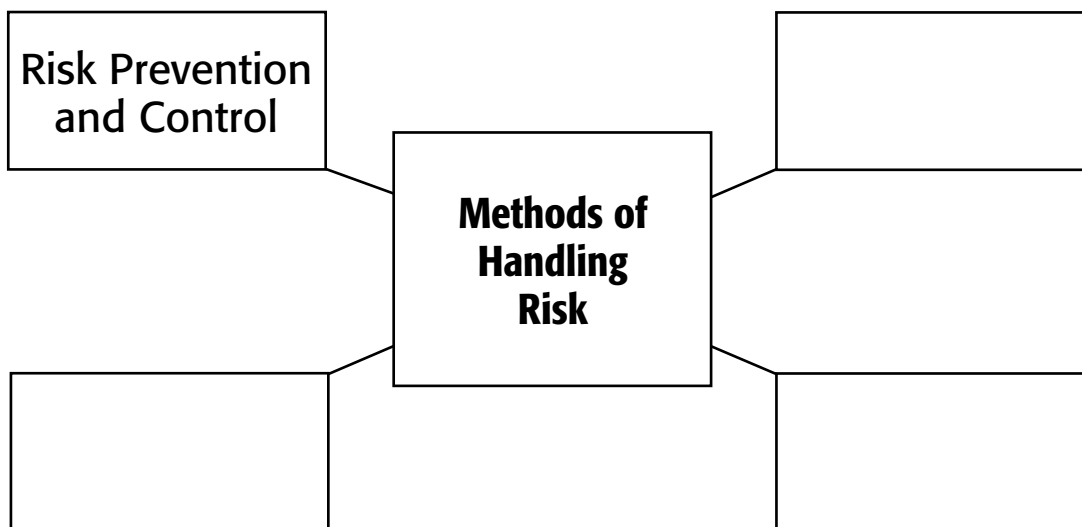 Risk Prevention
and Control
Methods of
Handling
Risk